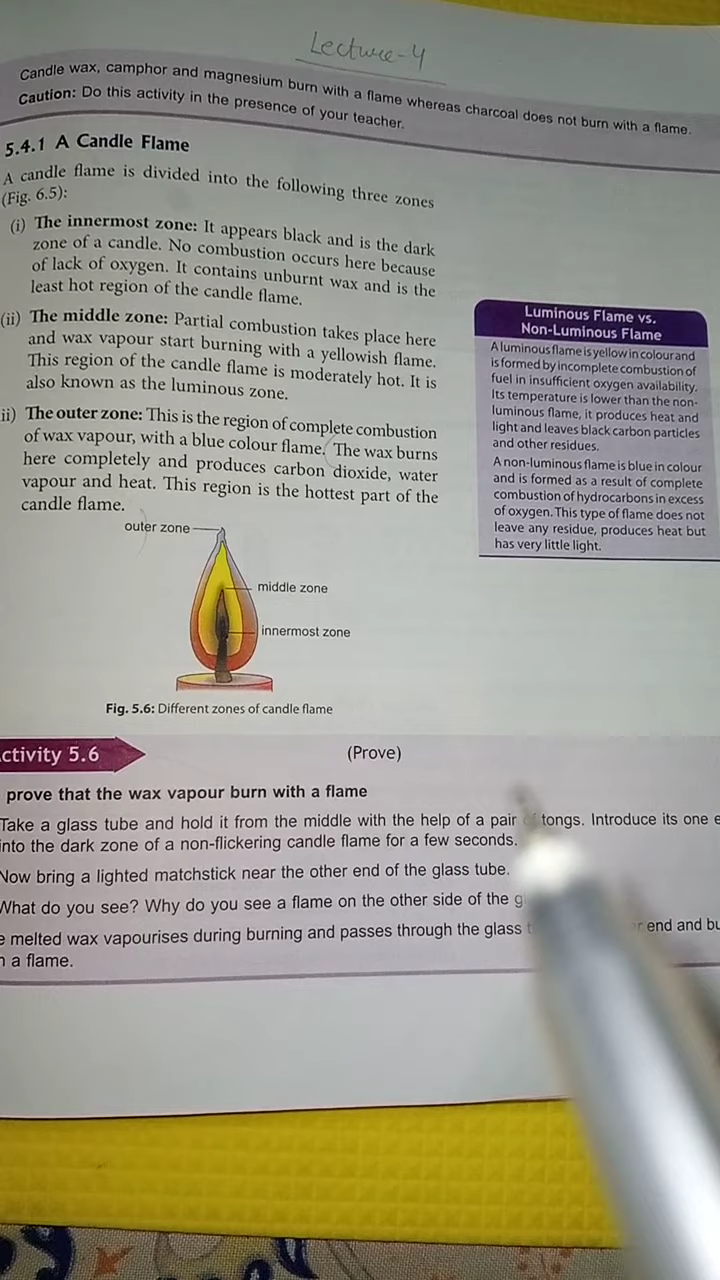 Lecture-4
Candle wax, camphor and magnesium burn with a flame whereas charcoal does not burn with a flame.
Caution: Do this activity in the presence of your teacher.
5.4.1 A Candle Flame
A candle flame is divided into the following three zones
(Fig. 6.5):
(i) The innermost zone: It appears black and is the dark
zone of a candle. No combustion occurs here because
of lack of oxygen. It contains unburnt wax and is the
least hot region of the candle flame.
(ii) The middle zone: Partial combustion takes place here
and wax vapour start burning with a yellowish flame.
This region of the candle flame is moderately hot. It is
also known as the luminous zone.
ii) The outer zone: This is the region of complete combustion
of wax vapour, with a blue colour flame. The wax burns
here completely and produces carbon dioxide, water
vapour and heat. This region is the hottest part of the
candle flame.
Luminous Flame vs.
Non-Luminous Flame
A luminous flame is yellow in colour and
is formed by incomplete combustion of
fuel in insufficient oxygen availability.
Its temperature is lower than the non-
luminous flame, it produces heat and
light and leaves black carbon particles
and other residues.
A non-luminous flame is blue in colour
and is formed as a result of complete
combustion of hydrocarbons in excess
of oxygen. This type of flame does not
leave any residue, produces heat but
has very little light.
outer zone
middle zone
innermost zone
Fig. 5.6: Different zones of candle flame
ctivity 5.6
(Prove)
prove that the wax vapour burn with a flame
Take a glass tube and hold it from the middle with the help of a pair tongs. Introduce its one
into the dark zone of a non-flickering candle flame for a few seconds.
Now bring a lighted matchstick near the other end of the glass tube.
What do you see? Why do you see a flame on the other side of the
melted wax vapourises during burning and passes through the glass end and
a flame.